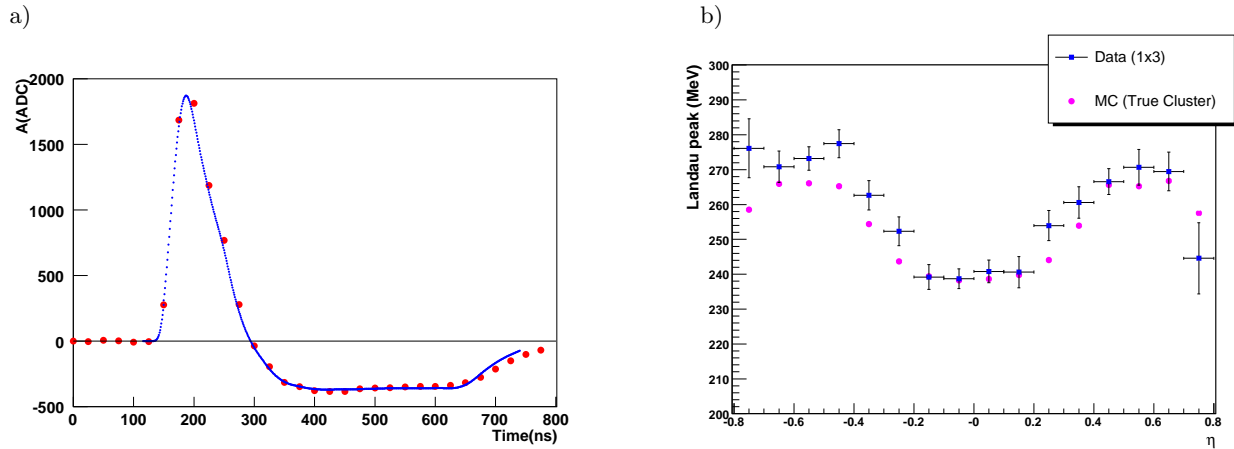 a)
A(ADC)
2000
1500
1000
500
0
-500
0 100 200 300 400 500 600 700 800
Time(ns)
b)
Data (1x3)
MC (True Cluster)
Landau peak (MeV)
300
290
280
270
260
250
240
230
220
210
200
-0.8 -0.6 -0.4 -0.2 -0 0.2 0.4 0.6 0.8
η